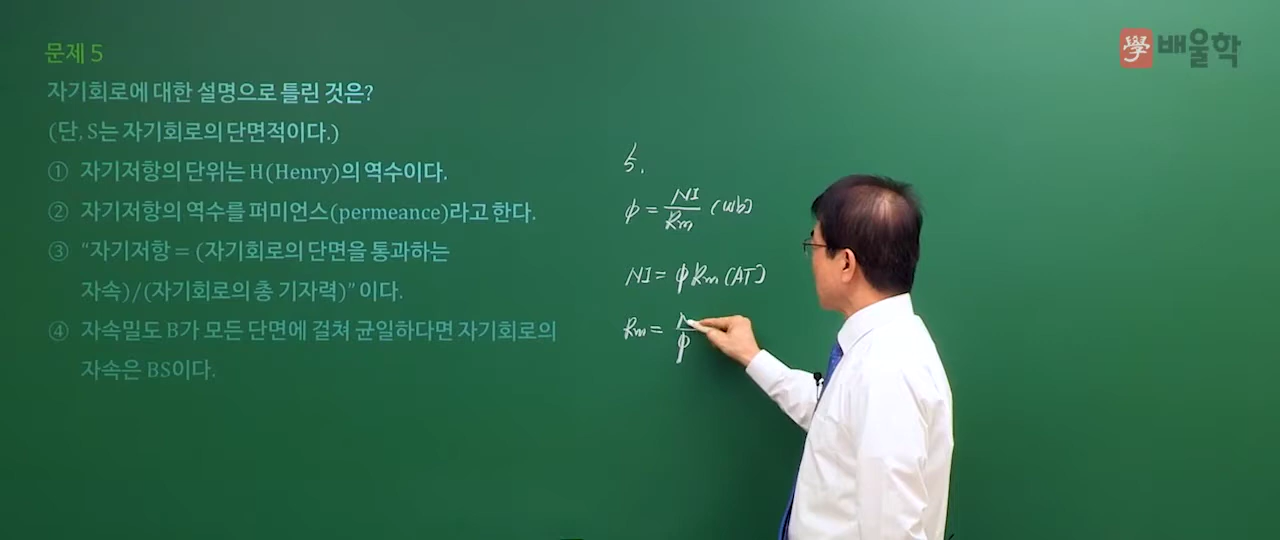 문제 5
자기회로에 대한 설명으로 틀린 것은?
(단, S는 자기회로의 단면적이다.)
① 자기저항의 단위는 H(Henry)의 역수이다.
② 자기저항의 역수를 퍼미언스(permeance)라고 한다.
③ “자기저항 = (자기회로의 단면을 통과하는
자속)/(자기회로의 총 기자력)” 이다.
④ 자속밀도 B가 모든 단면에 걸쳐 균일하다면 자기회로의
자속은 BS이다.
學 배울학
5.
ϕ = NI/Rm (wb)
NI = ϕ Rm (AT)
Rm = N/ϕ